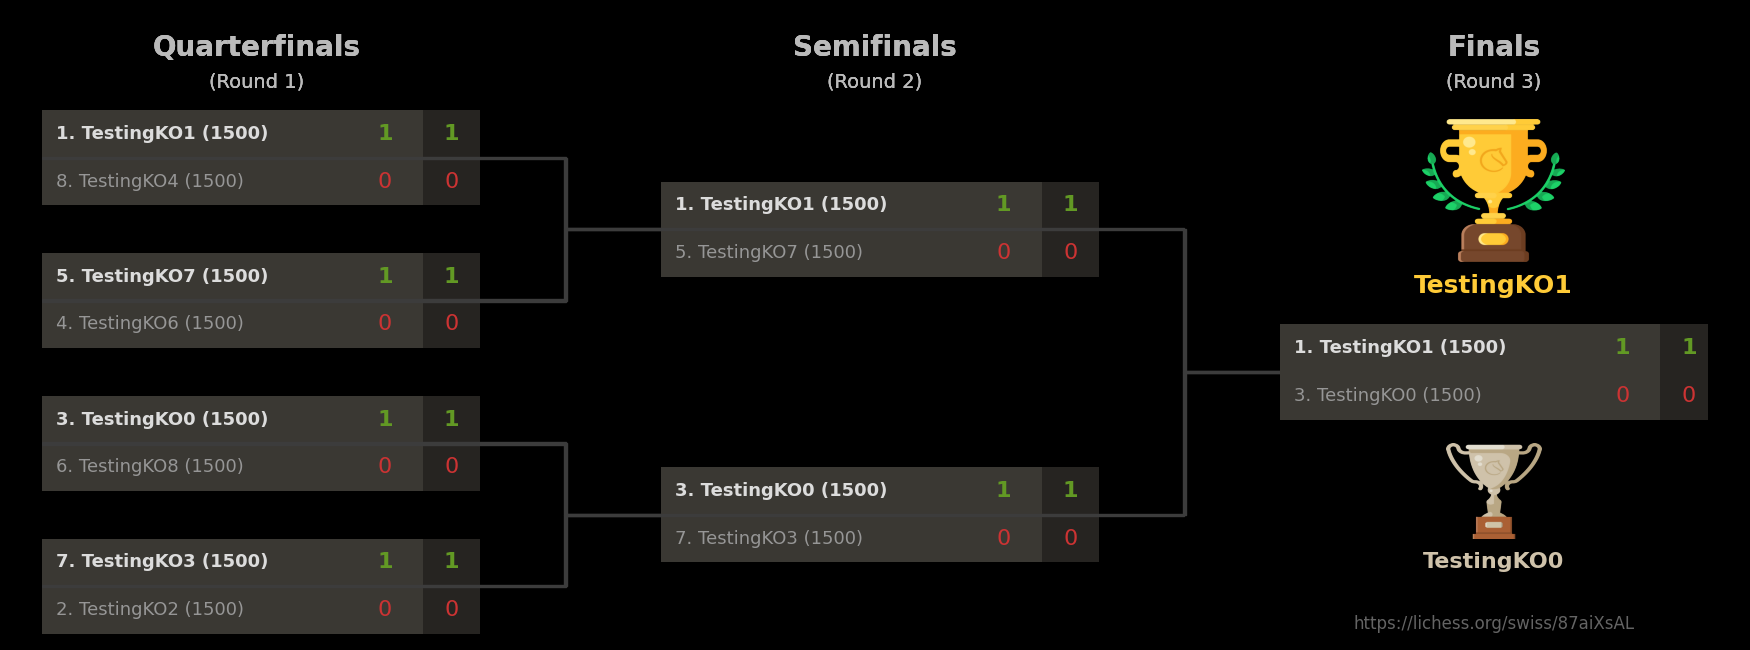 Quarterfinals
(Round 1)
1. TestingKO1 (1500) 1 1
8. TestingKO4 (1500) 0 0
5. TestingKO7 (1500) 1 1
4. TestingKO6 (1500) 0 0
3. TestingKO0 (1500) 1 1
6. TestingKO8 (1500) 0 0
7. TestingKO3 (1500) 1 1
2. TestingKO2 (1500) 0 0
Semifinals
(Round 2)
1. TestingKO1 (1500) 1 1
5. TestingKO7 (1500) 0 0
3. TestingKO0 (1500) 1 1
7. TestingKO3 (1500) 0 0
Finals
(Round 3)
TestingKO1
1. TestingKO1 (1500) 1 1
3. TestingKO0 (1500) 0 0
TestingKO0
https://lichess.org/swiss/87aiXsAL